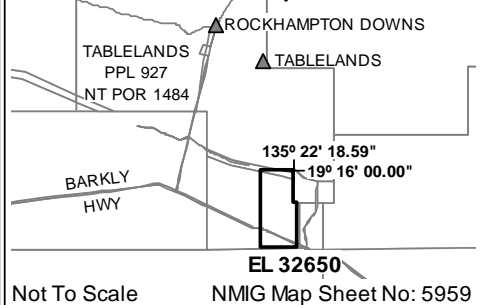 ROCKHAMPTON DOWNS
TABLELANDS
PPL 927
NT POR 1484
TABLELANDS
135º 22' 18.59"
19º 16' 00.00"
BARKLY
HWY
EL 32650
Not To Scale
NMIG Map Sheet No: 5959